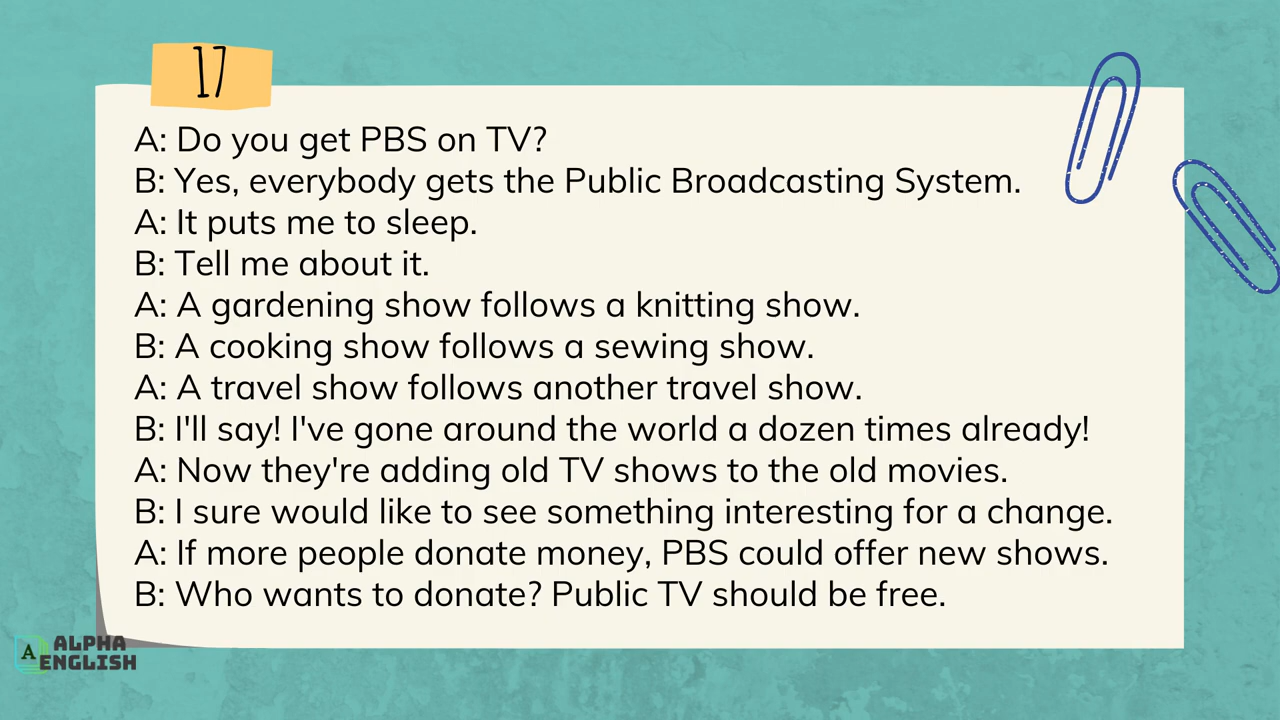 17
A: Do you get PBS on TV?
B: Yes, everybody gets the Public Broadcasting System.
A: It puts me to sleep.
B: Tell me about it.
A: A gardening show follows a knitting show.
B: A cooking show follows a sewing show.
A: A travel show follows another travel show.
B: I'll say! I've gone around the world a dozen times already!
A: Now they're adding old TV shows to the old movies.
B: I sure would like to see something interesting for a change.
A: If more people donate money, PBS could offer new shows.
B: Who wants to donate? Public TV should be free.
A
ALPHA
ENGLISH